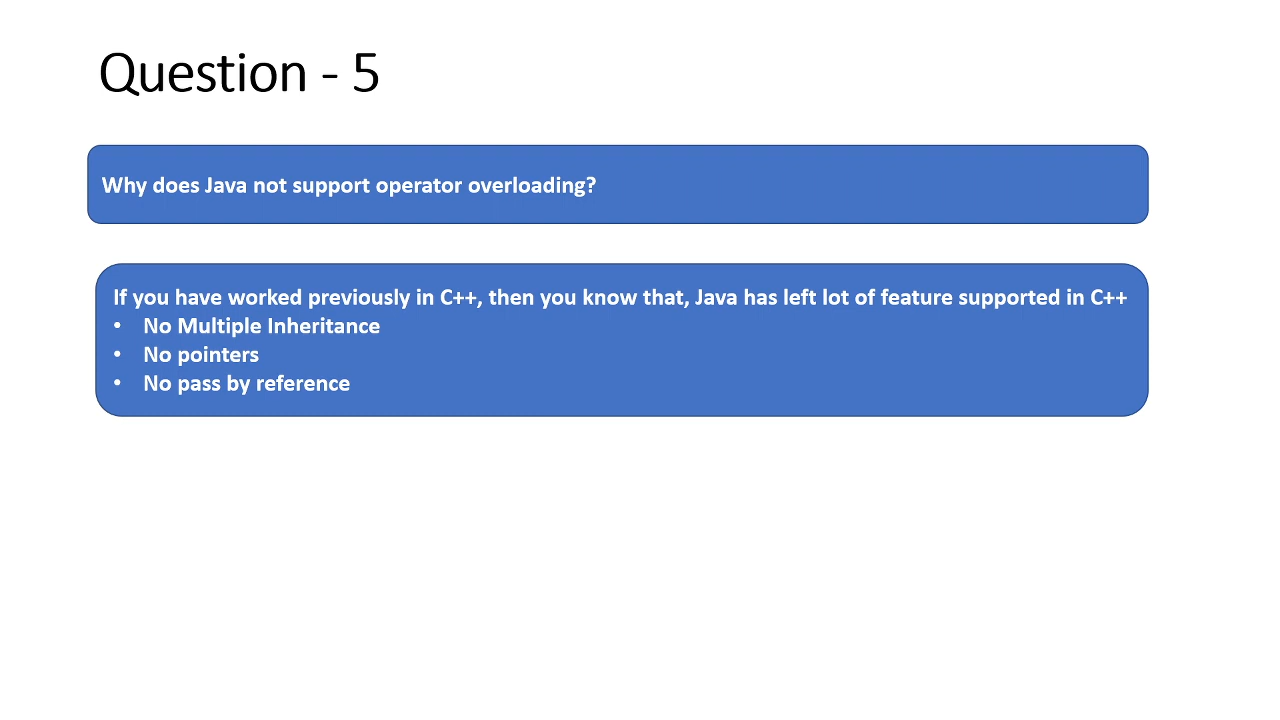 Question - 5
Why does Java not support operator overloading?
If you have worked previously in C++, then you know that, Java has left lot of feature supported in C++
• No Multiple Inheritance
• No pointers
• No pass by reference